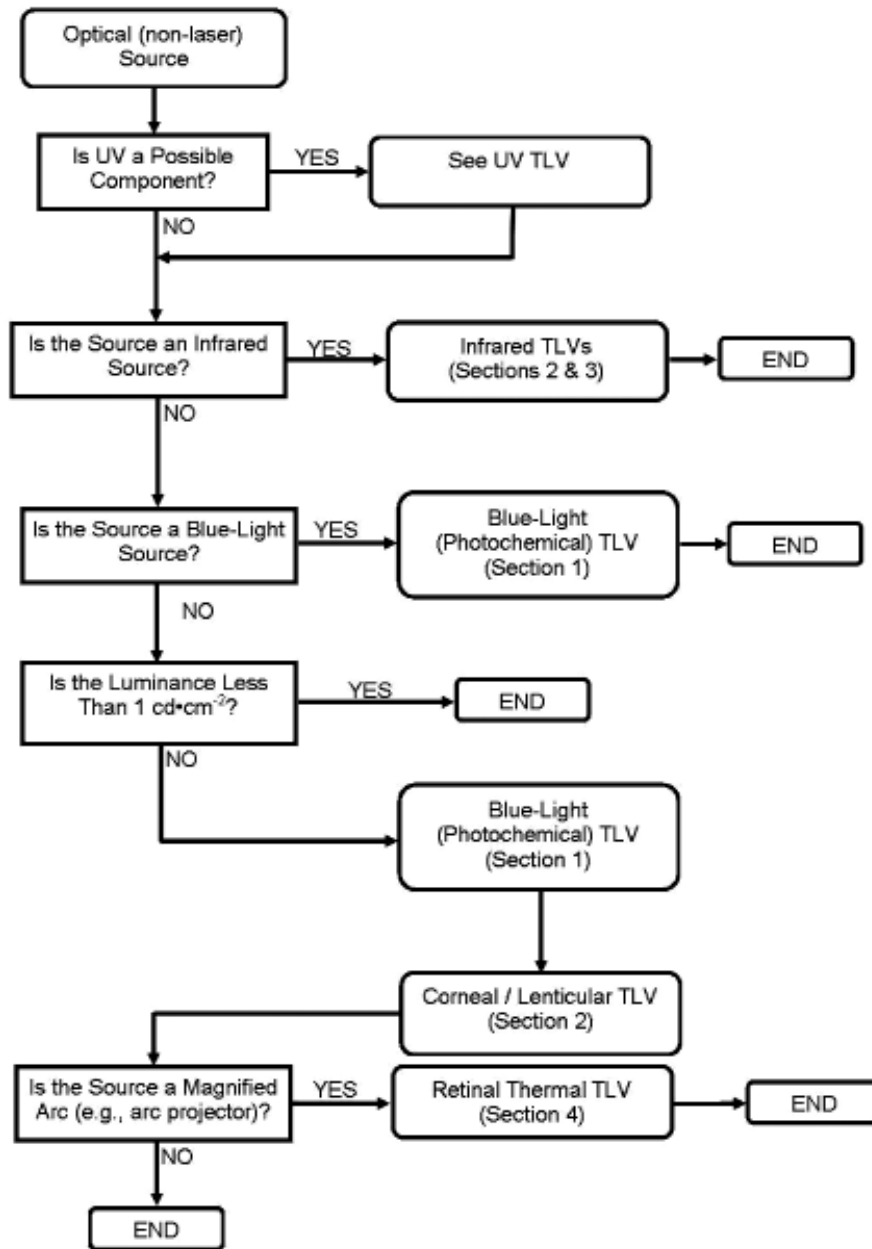 Optical (non-laser)
Source
Is UV a Possible
Component?
YES
See UV TLV
NO
Is the Source an Infrared
Source?
YES
Infrared TLVs
(Sections 2 & 3)
END
NO
Is the Source a Blue-Light
Source?
YES
Blue-Light
(Photochemical) TLV
(Section 1)
END
NO
Is the Luminance Less
Than 1 cd•cm⁻²?
YES
END
NO
Blue-Light
(Photochemical) TLV
(Section 1)
Corneal / Lenticular TLV
(Section 2)
Is the Source a Magnified
Arc (e.g., arc projector)?
YES
Retinal Thermal TLV
(Section 4)
END
NO
END